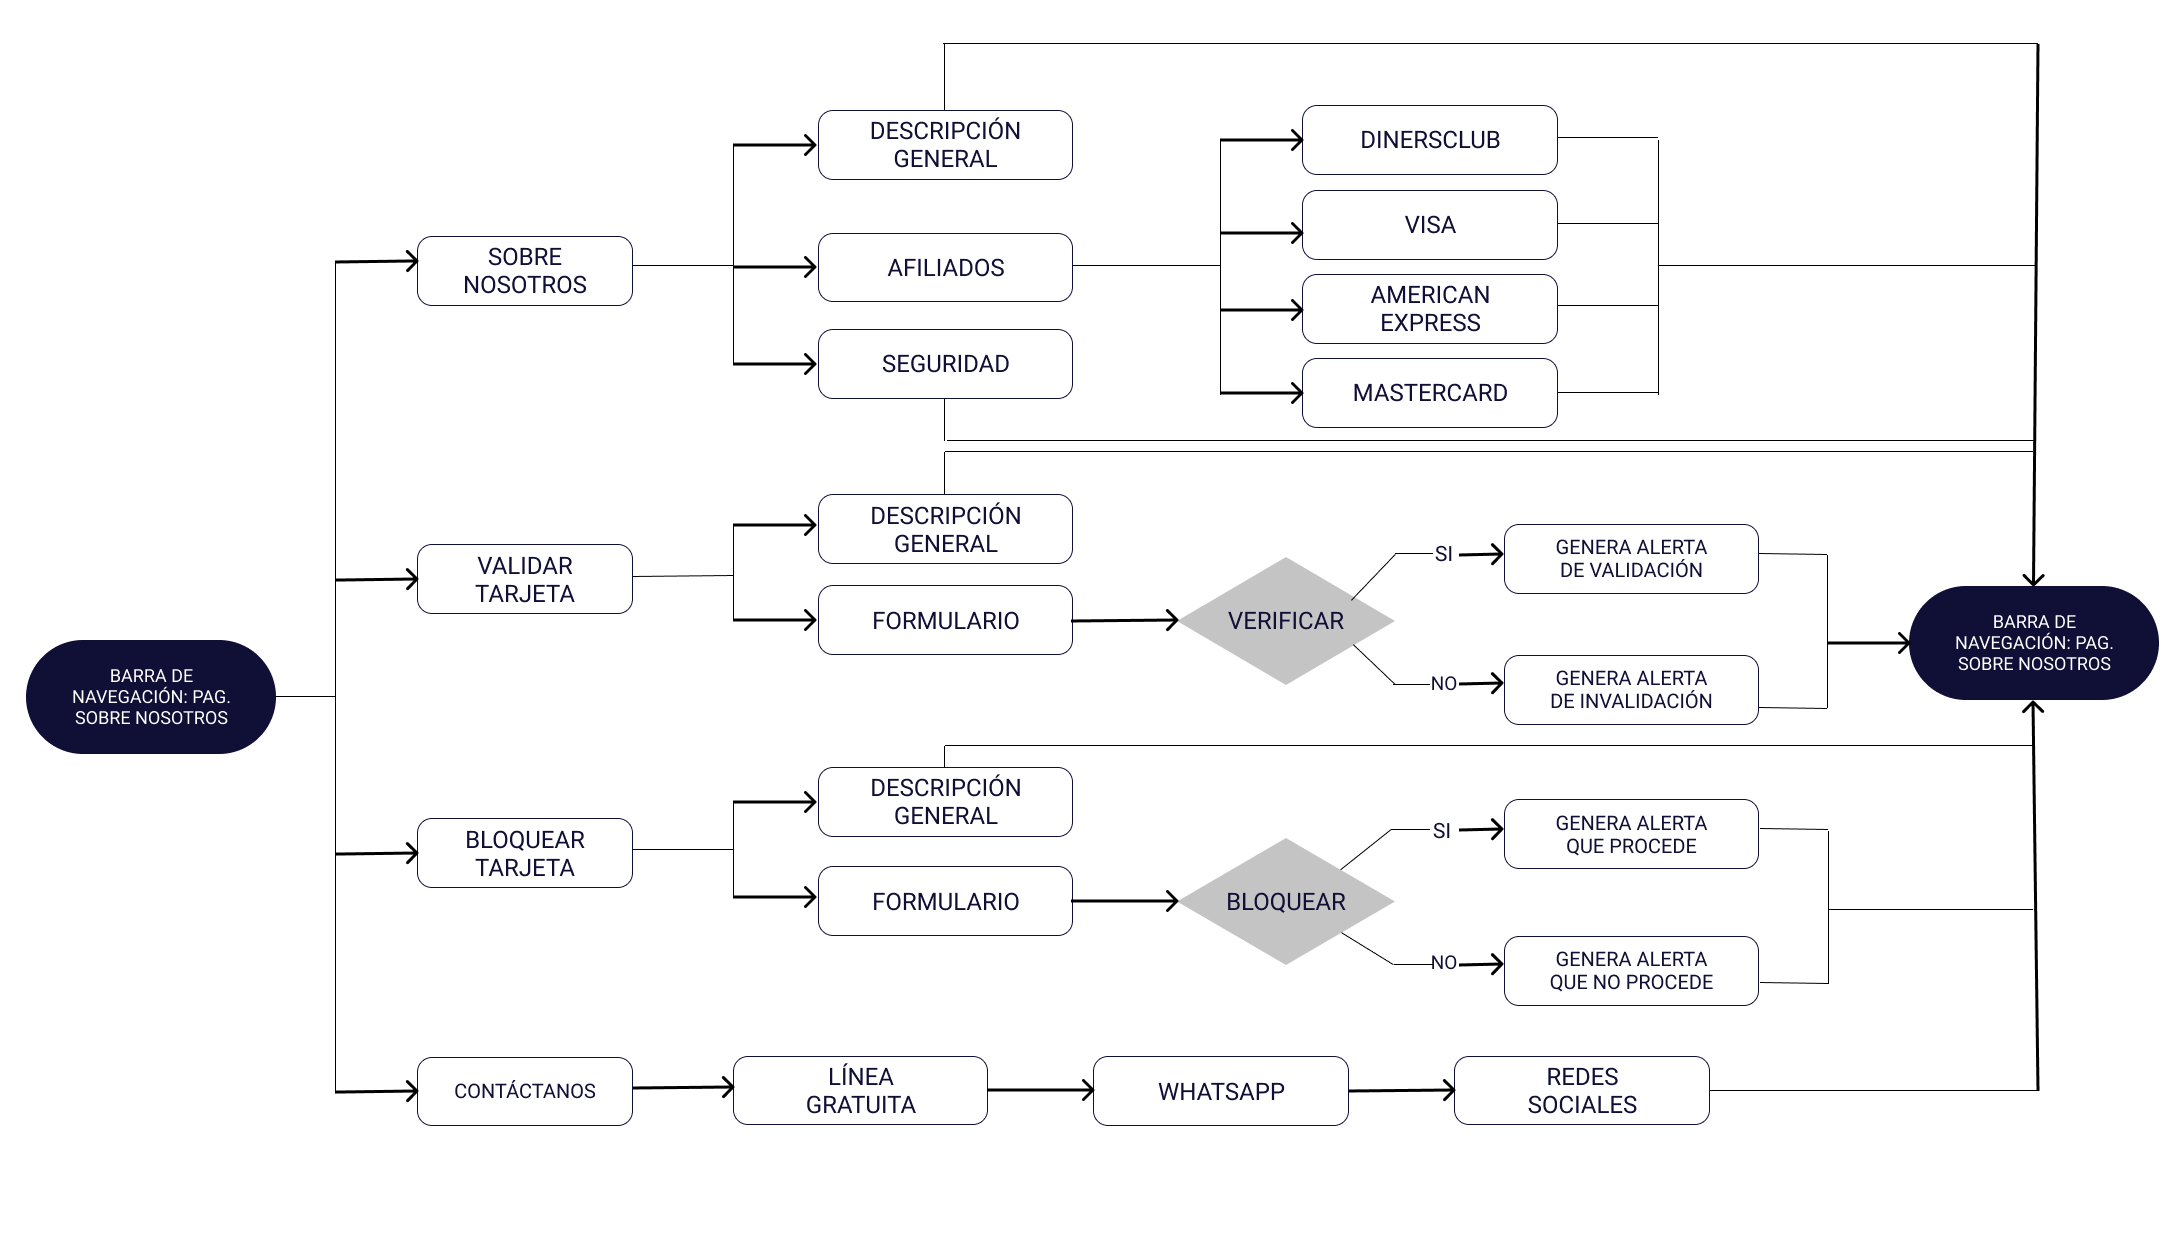 DESCRIPCIÓN
GENERAL
DINERSCLUB
VISA
SOBRE
NOSOTROS
AFILIADOS
AMERICAN
EXPRESS
SEGURIDAD
MASTERCARD
DESCRIPCIÓN
GENERAL
VALIDAR
TARJETA
FORMULARIO
VERIFICAR
SI
GENERA ALERTA
DE VALIDACIÓN
NO
GENERA ALERTA
DE INVALIDACIÓN
BARRA DE
NAVEGACIÓN: PAG.
SOBRE NOSOTROS
BARRA DE
NAVEGACIÓN: PAG.
SOBRE NOSOTROS
DESCRIPCIÓN
GENERAL
BLOQUEAR
TARJETA
FORMULARIO
BLOQUEAR
SI
GENERA ALERTA
QUE PROCEDE
NO
GENERA ALERTA
QUE NO PROCEDE
CONTÁCTANOS
LÍNEA
GRATUITA
WHATSAPP
REDES
SOCIALES